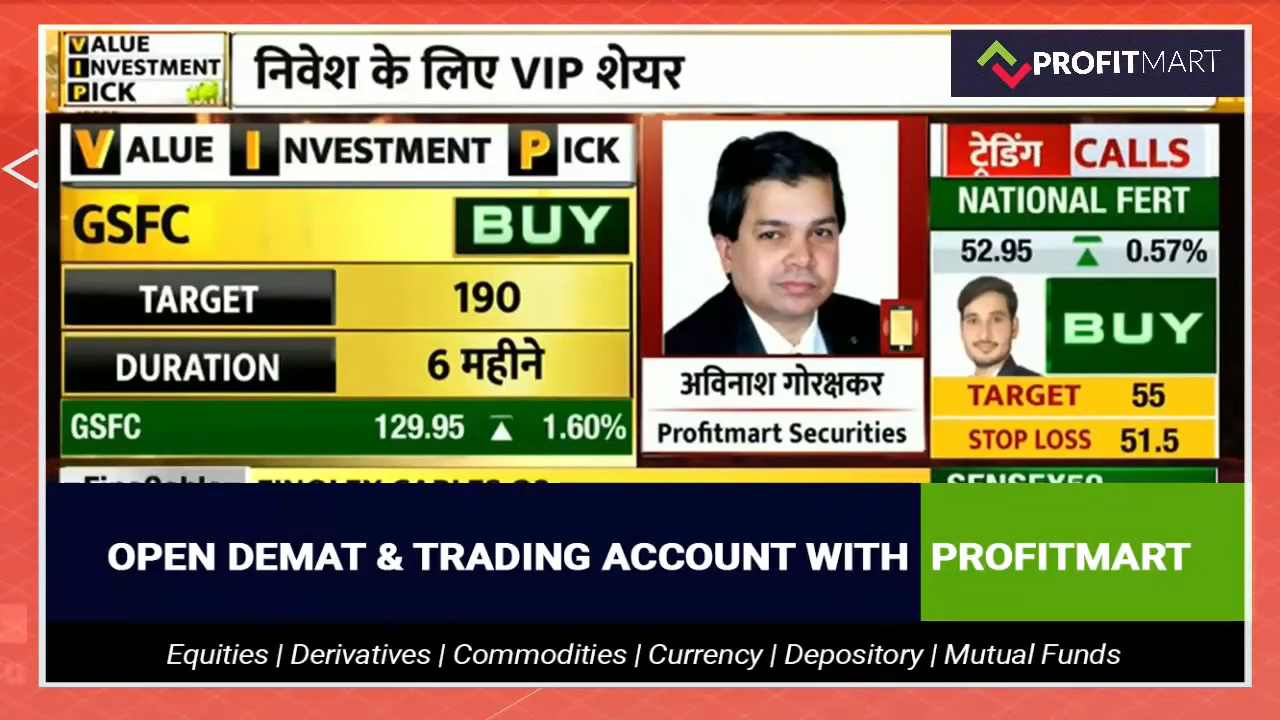 VALUE
INVESTMENT
PICK
निवेश के लिए VIP शेयर
PROFITMART
VALUE INVESTMENT PICK
GSFC BUY
TARGET 190
DURATION 6 महीने
GSFC 129.95 1.60%
अविनाश गोरक्षकर
Profitmart Securities
ट्रेडिंग CALLS
NATIONAL FERT
52.95 0.57%
BUY
TARGET 55
STOP LOSS 51.5
OPEN DEMAT & TRADING ACCOUNT WITH PROFITMART
Equities | Derivatives | Commodities | Currency | Depository | Mutual Funds